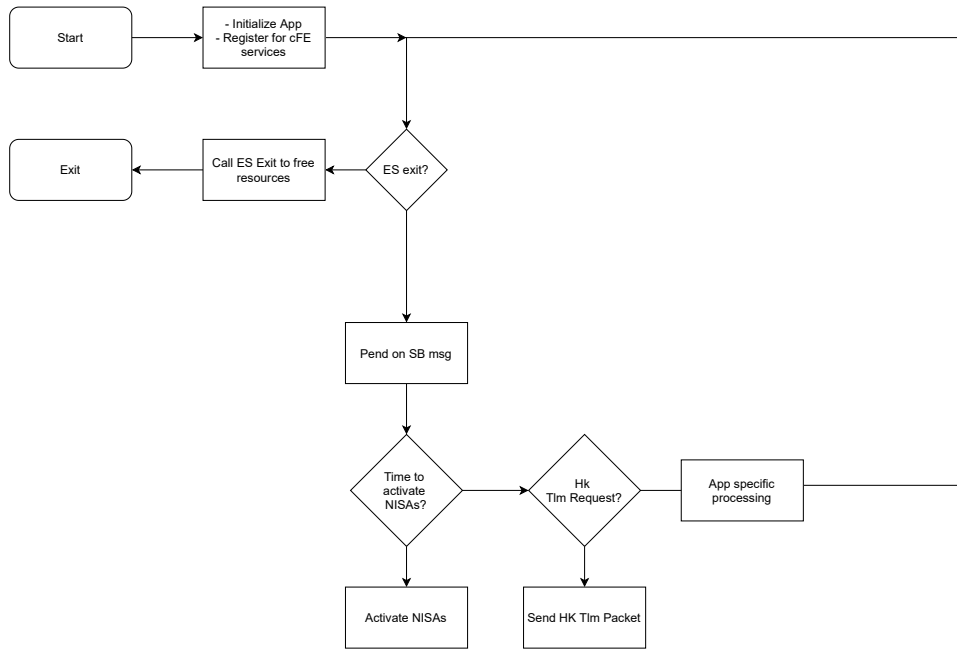 Start
- Initialize App
- Register for cFE
services
Exit
Call ES Exit to free
resources
ES exit?
Pend on SB msg
Time to
activate
NISAs?
Hk
Tlm Request?
App specific
processing
Activate NISAs
Send HK Tlm Packet